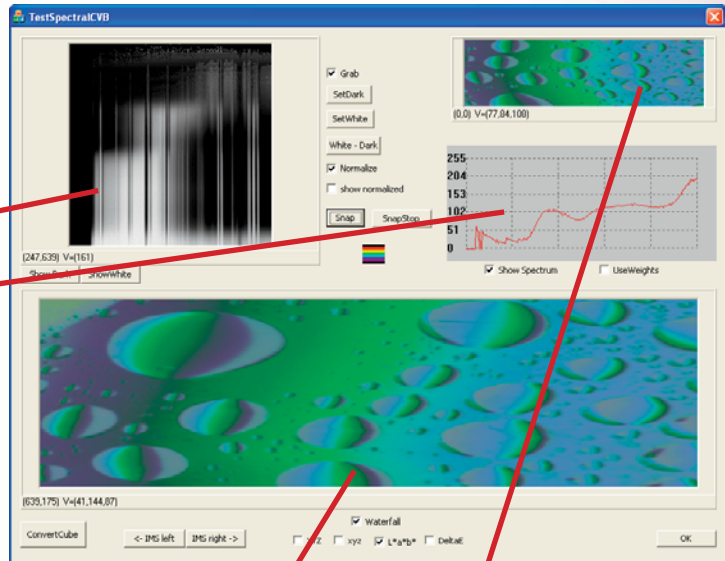 TestSpectralCVB
Grab
SetDark
SetWhite
White - Dark
Normalize
show normalized
Snap
SnapStop
(247,639) V=(161)
ShowWhite
(0,0) V=(77,84,108)
255
204
153
102
51
0
Show Spectrum
UseWeights
(639,175) V=(41,144,87)
ConvertCube
<- IMS left
IMS right ->
Waterfall
xyz
L*a*b*
DeltaE
OK